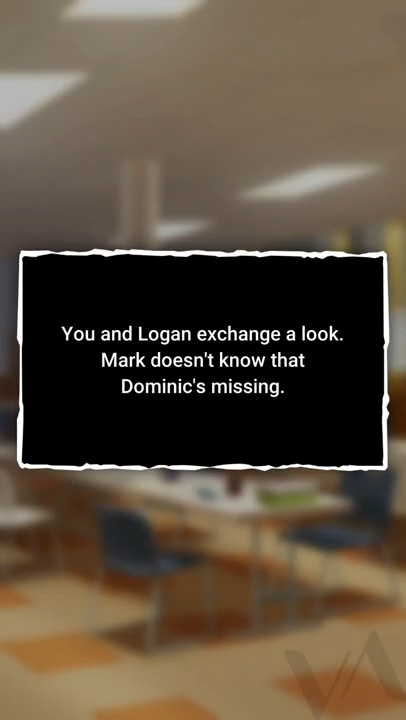 You and Logan exchange a look.
Mark doesn't know that
Dominic's missing.